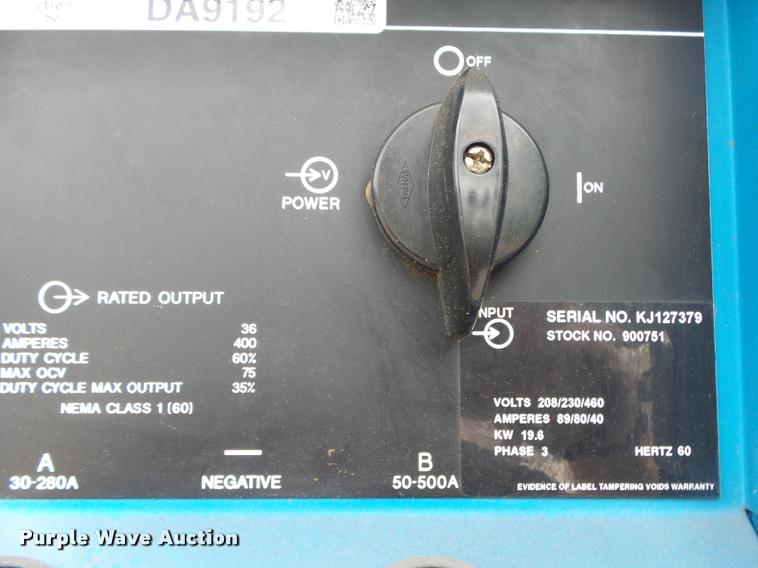 DA9192
OFF
V
POWER
ON
RATED OUTPUT
VOLTS 36
AMPERES 400
DUTY CYCLE 60%
MAX OCV 75
DUTY CYCLE MAX OUTPUT 35%
NEMA CLASS 1 (60)
A
30-280A
NEGATIVE
B
50-500A
INPUT
SERIAL NO. KJ127379
STOCK NO. 900751
VOLTS 208/230/460
AMPERES 89/80/40
KW 19.6
PHASE 3 HERTZ 60
EVIDENCE OF LABEL TAMPERING VOIDS WARRANTY
Purple Wave Auction